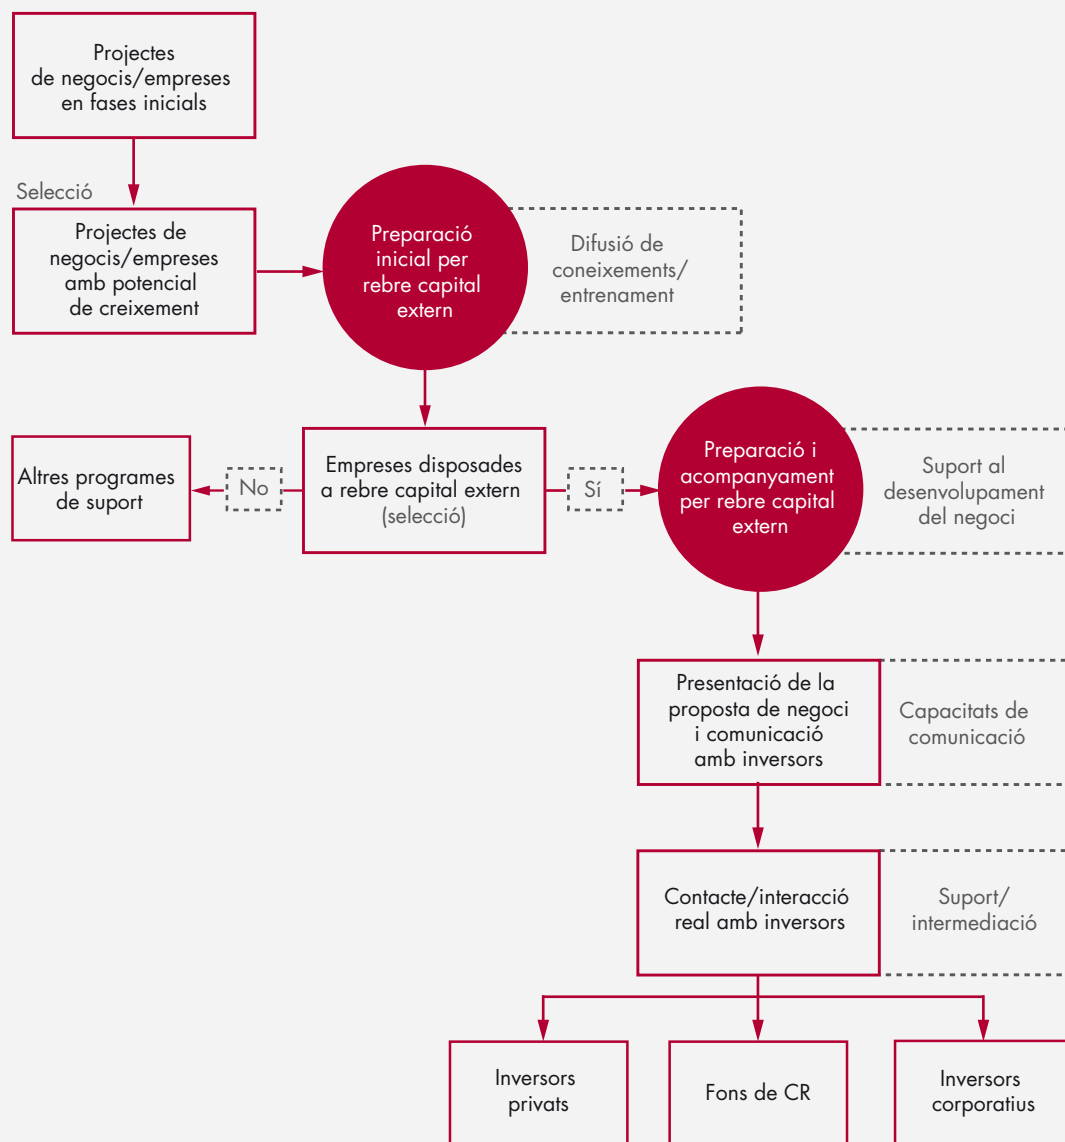 Projectes
de negocis/empreses
en fases inicials
Selecció
Projectes de
negocis/empreses
amb potencial
de creixement
Preparació
inicial per
rebre capital
extern
Difusió de
coneixements/
entrenament
Altres programes
de suport
No
Empreses disposades
a rebre capital extern
(selecció)
Sí
Preparació i
acompanyament
per rebre capital
extern
Suport al
desenvolupament
del negoci
Presentació de la
proposta de negoci
i comunicació
amb inversors
Capacitats de
comunicació
Contacte/interacció
real amb inversors
Suport/
intermediació
Inversors
privats
Fons de CR
Inversors
corporatius